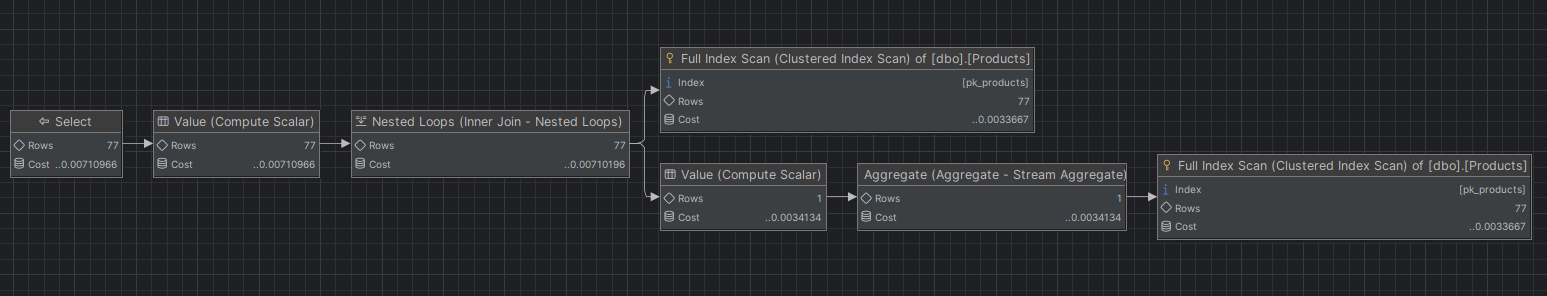 Select
Rows 77
Cost ..0.00710966
Value (Compute Scalar)
Rows 77
Cost ..0.00710966
Nested Loops (Inner Join - Nested Loops)
Rows 77
Cost ..0.00710196
Full Index Scan (Clustered Index Scan) of [dbo].[Products]
Index [pk_products]
Rows 77
Cost ..0.0033667
Value (Compute Scalar)
Rows 1
Cost ..0.0034134
Aggregate (Aggregate - Stream Aggregate)
Rows 1
Cost ..0.0034134
Full Index Scan (Clustered Index Scan) of [dbo].[Products]
Index [pk_products]
Rows 77
Cost ..0.0033667